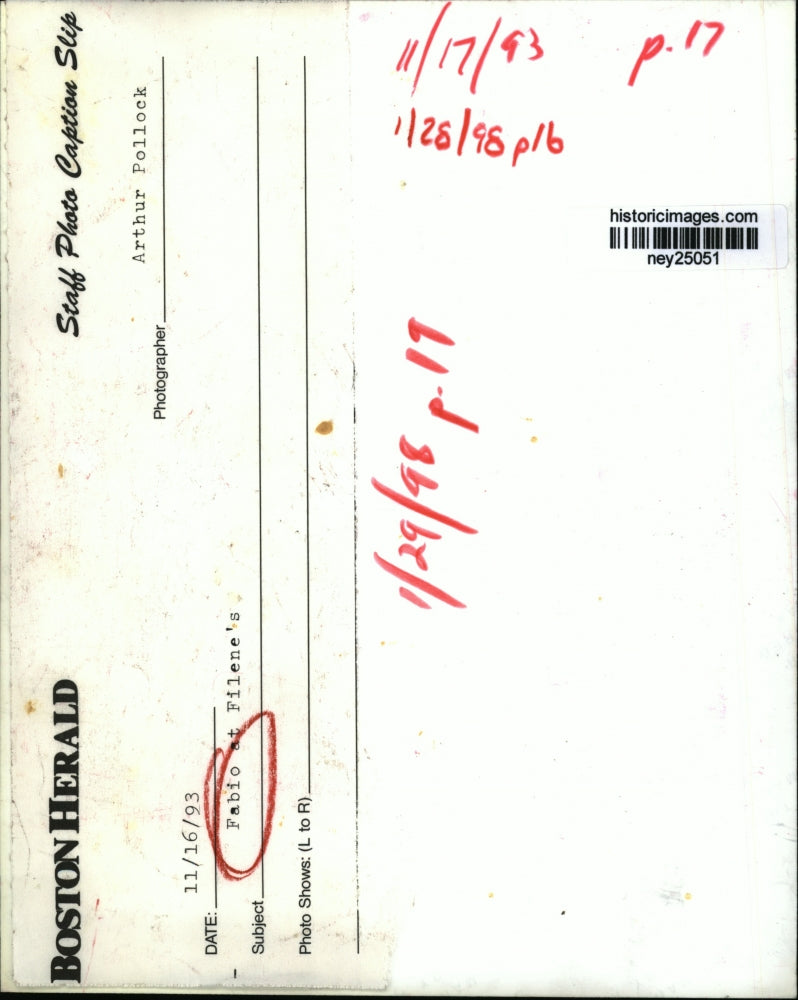 BOSTON HERALD
Staff Photo Caption Slip
DATE: 11/16/93
Photographer Arthur Pollock
Subject Fabio at Filene's
Photo Shows: (L to R)
11/17/93 p. 17
1/28/98 p16
1/29/98 p. 19
historicimages.com
ney25051